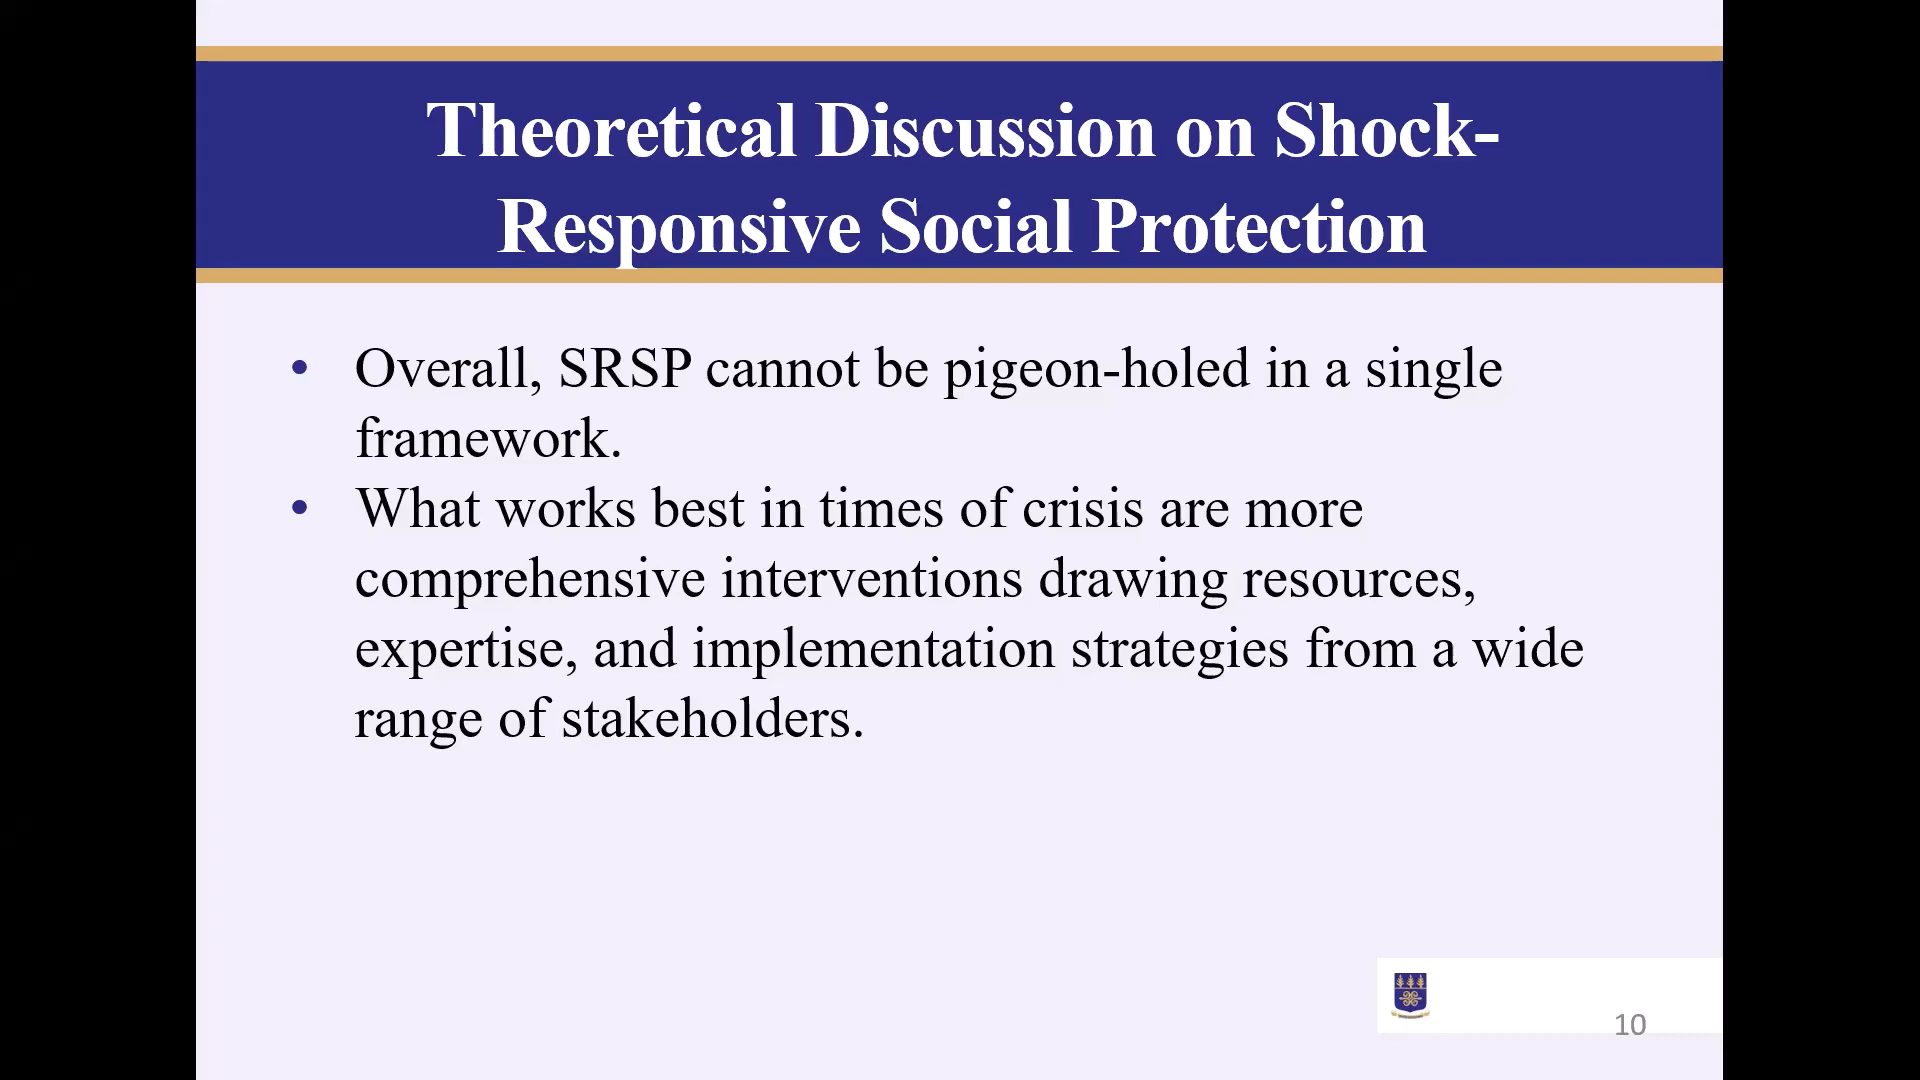 Theoretical Discussion on Shock-
Responsive Social Protection
• Overall, SRSP cannot be pigeon-holed in a single
framework.
• What works best in times of crisis are more
comprehensive interventions drawing resources,
expertise, and implementation strategies from a wide
range of stakeholders.
10